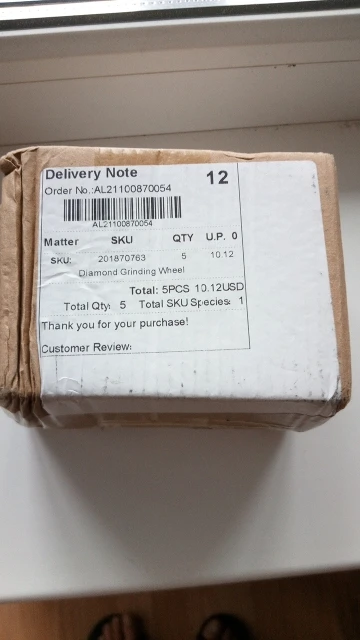 Delivery Note 12
Order No.:AL21100870054
AL21100870054
Matter SKU QTY U.P. 0
SKU: 201870763 5 10.12
Diamond Grinding Wheel
Total: 5PCS 10.12USD
Total Qty: 5 Total SKU Species: 1
Thank you for your purchase!
Customer Review: